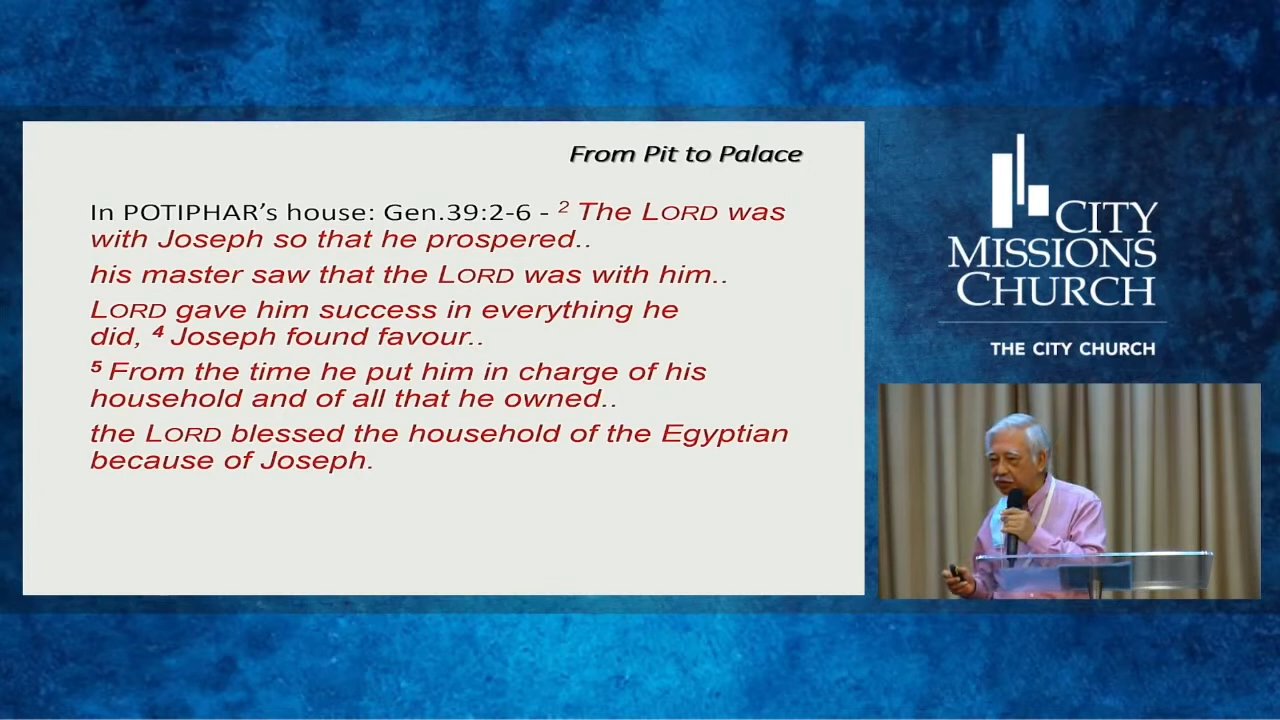 From Pit to Palace
In POTIPHAR’s house: Gen.39:2-6 - ² The LORD was
with Joseph so that he prospered..
his master saw that the LORD was with him..
LORD gave him success in everything he
did, ⁴ Joseph found favour..
⁵ From the time he put him in charge of his
household and of all that he owned..
the LORD blessed the household of the Egyptian
because of Joseph.
CITY
MISSIONS
CHURCH
THE CITY CHURCH